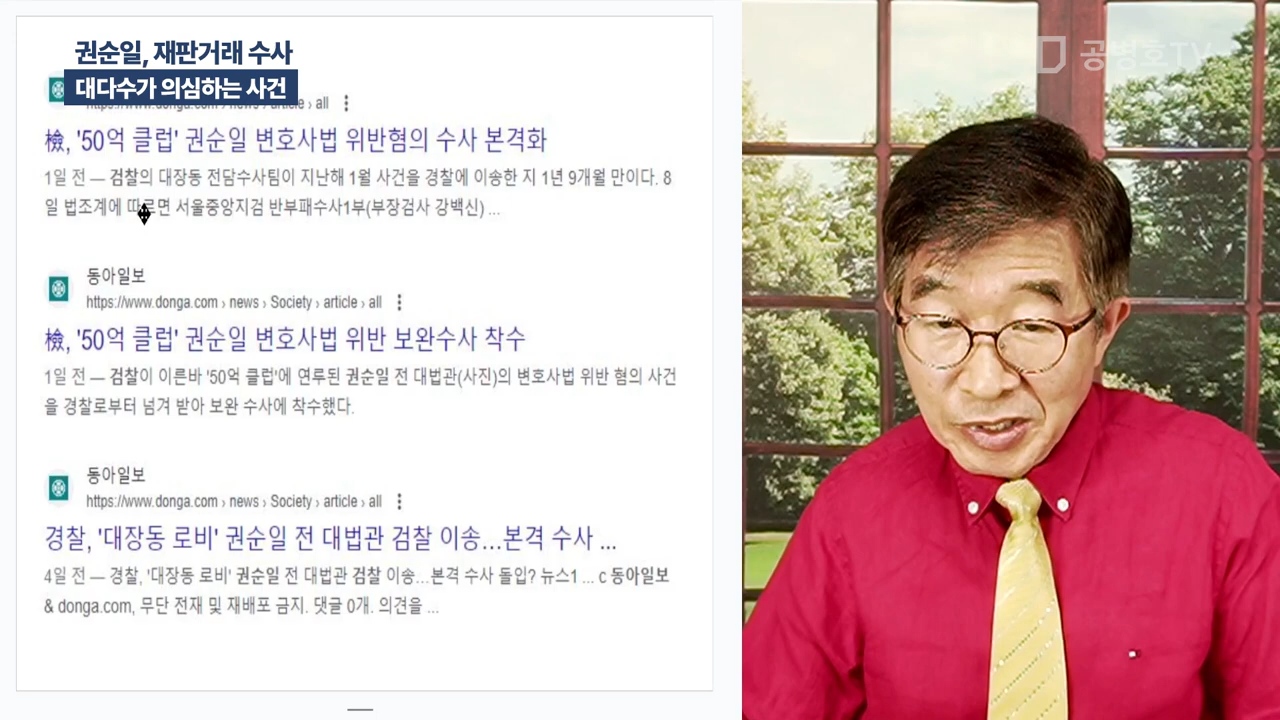 권순일, 재판거래 수사
대다수가 의심하는 사건
https://www.donga.com › news › article › all
檢, '50억 클럽' 권순일 변호사법 위반혐의 수사 본격화
1일 전 — 검찰의 대장동 전담수사팀이 지난해 1월 사건을 경찰에 이송한 지 1년 9개월 만이다. 8
일 법조계에 따르면 서울중앙지검 반부패수사1부(부장검사 강백신) ...
동아일보
https://www.donga.com › news › Society › article › all
檢, '50억 클럽' 권순일 변호사법 위반 보완수사 착수
1일 전 — 검찰이 이른바 '50억 클럽'에 연루된 권순일 전 대법관(사진)의 변호사법 위반 혐의 사건
을 경찰로부터 넘겨 받아 보완 수사에 착수했다.
동아일보
https://www.donga.com › news › Society › article › all
경찰, '대장동 로비' 권순일 전 대법관 검찰 이송...본격 수사 ...
4일 전 — 경찰, '대장동 로비' 권순일 전 대법관 검찰 이송...본격 수사 돌입? 뉴스1 ... c 동아일보
& donga.com, 무단 전재 및 재배포 금지. 댓글 0개. 의견을 ...
공병호TV